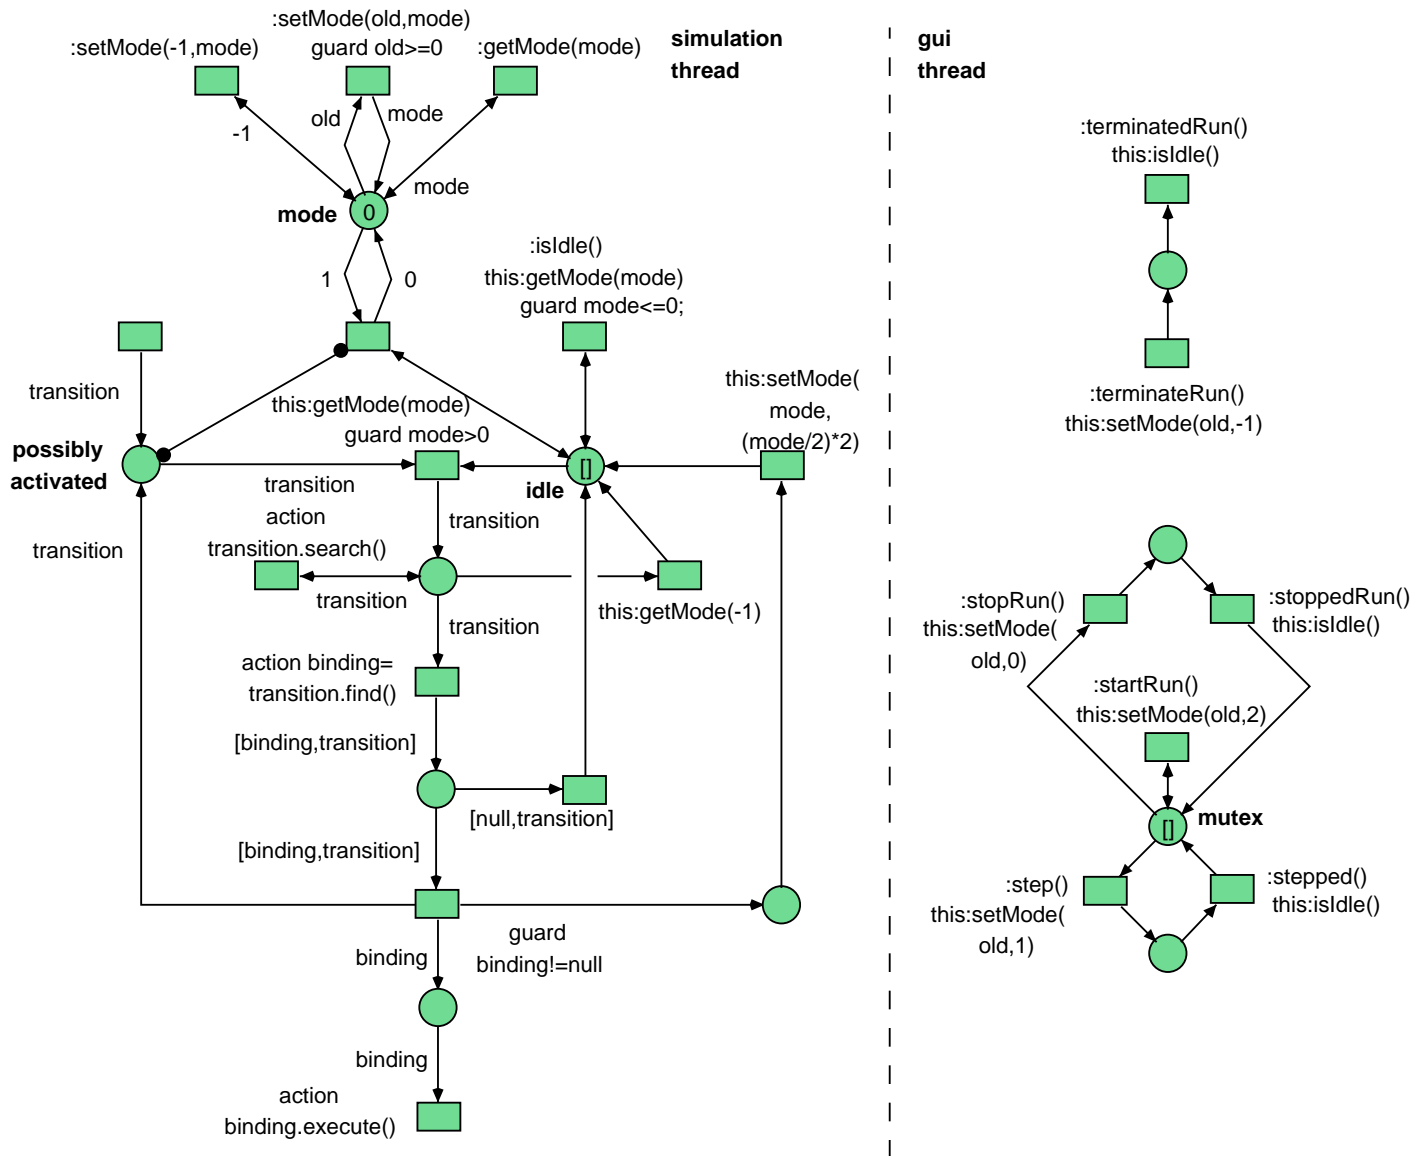 :setMode(old,mode)
:setMode(-1,mode)
guard old>=0
:getMode(mode)
simulation
thread
gui
thread
old
mode
-1
mode
mode
0
:terminatedRun()
this:isIdle()
1
0
:isIdle()
this:getMode(mode)
guard mode<=0;
transition
this:getMode(mode)
guard mode>0
this:setMode(
mode,
(mode/2)*2)
:terminateRun()
this:setMode(old,-1)
possibly
activated
[]
idle
transition
action
transition.search()
transition
transition
transition
this:getMode(-1)
transition
action binding=
transition.find()
:stopRun()
this:setMode(
old,0)
:stoppedRun()
this:isIdle()
:startRun()
this:setMode(old,2)
[binding,transition]
[null,transition]
[]
mutex
[binding,transition]
:step()
this:setMode(
old,1)
:stepped()
this:isIdle()
guard
binding!=null
binding
binding
action
binding.execute()